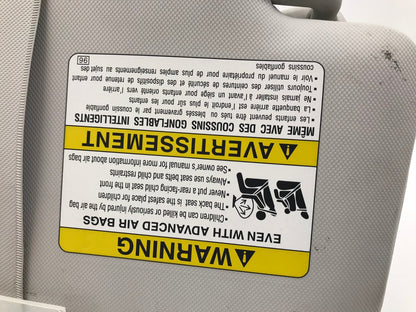 ⚠ WARNING
EVEN WITH ADVANCED AIR BAGS
• Children can be killed or seriously injured by the air bag
• The back seat is the safest place for children
• Never put a rear-facing child seat in the front
• Always use seat belts and child restraints
• See owner's manual for more information about air bags
⚠ AVERTISSEMENT
MÊME AVEC DES COUSSINS GONFLABLES INTELLIGENTS
• Les enfants peuvent être tués ou blessés gravement par le coussin gonflable
• La banquette arrière est l'endroit le plus sûr pour les enfants
• Ne jamais installer à l'avant un siège pour enfants orienté vers l'arrière
• Toujours utiliser des ceintures de sécurité et des dispositifs de retenue pour enfant
• Voir le manuel du propriétaire pour de plus amples renseignements au sujet des
coussins gonflables
96